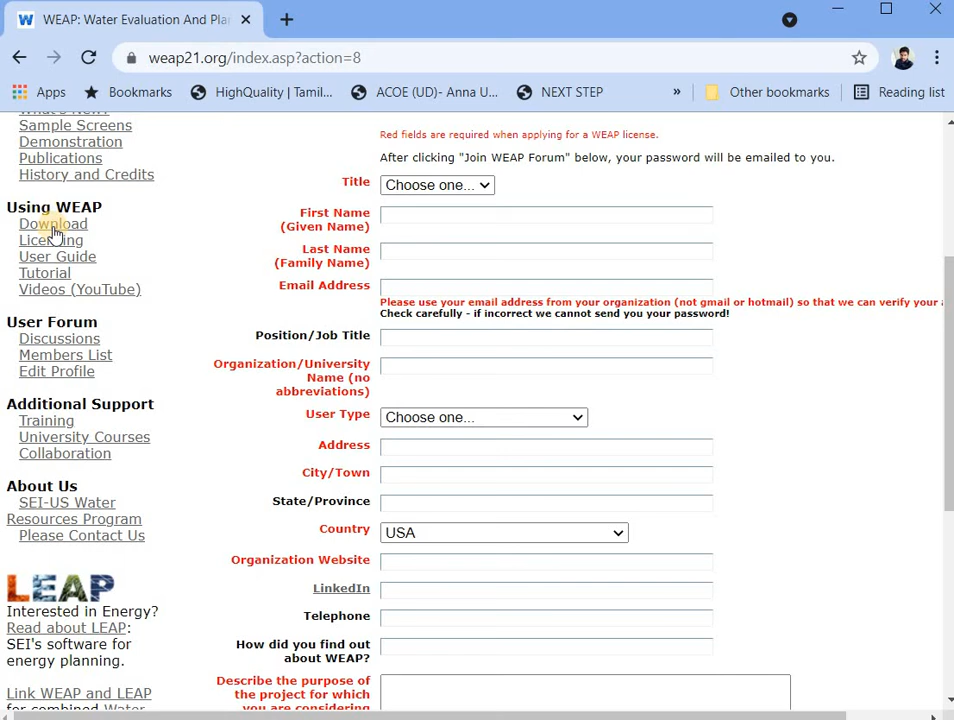 WEAP: Water Evaluation And Pla
weap21.org/index.asp?action=8
Apps
Bookmarks
HighQuality | Tamil...
ACOE (UD)- Anna U...
NEXT STEP
»
Other bookmarks
Reading list
What's New?
Sample Screens
Demonstration
Publications
History and Credits
Using WEAP
Download
Licensing
User Guide
Tutorial
Videos (YouTube)
User Forum
Discussions
Members List
Edit Profile
Additional Support
Training
University Courses
Collaboration
About Us
SEI-US Water
Resources Program
Please Contact Us
LEAP
Interested in Energy?
Read about LEAP:
SEI's software for
energy planning.
Link WEAP and LEAP
for combined Water
Red fields are required when applying for a WEAP license.
After clicking "Join WEAP Forum" below, your password will be emailed to you.
Title
Choose one...
First Name
(Given Name)
Last Name
(Family Name)
Email Address
Please use your email address from your organization (not gmail or hotmail) so that we can verify your
Check carefully - if incorrect we cannot send you your password!
Position/Job Title
Organization/University
Name (no
abbreviations)
User Type
Choose one...
Address
City/Town
State/Province
Country
USA
Organization Website
LinkedIn
Telephone
How did you find out
about WEAP?
Describe the purpose of
the project for which
you are considering